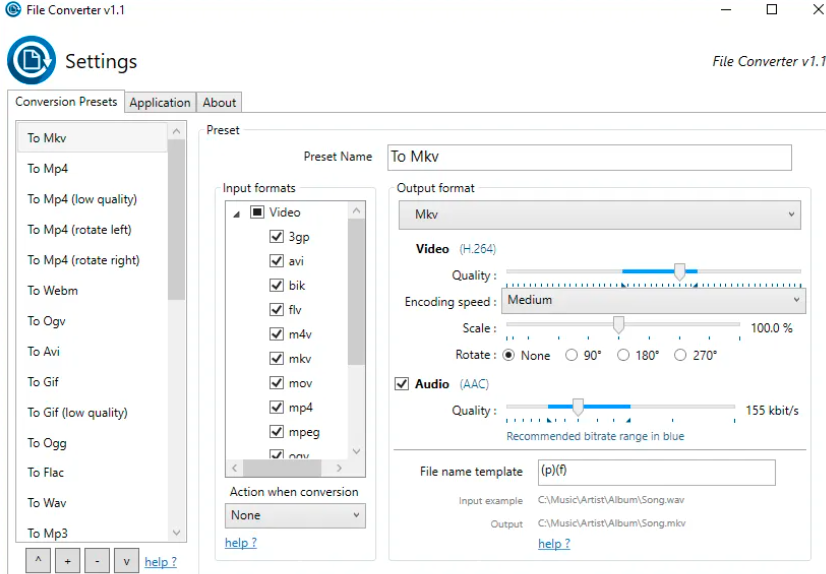 File Converter v1.1
Settings
File Converter v1.1
Conversion Presets Application About
To Mkv
To Mp4
To Mp4 (low quality)
To Mp4 (rotate left)
To Mp4 (rotate right)
To Webm
To Ogv
To Avi
To Gif
To Gif (low quality)
To Ogg
To Flac
To Wav
To Mp3
^ + - v help ?
Preset
Preset Name To Mkv
Input formats
Video
3gp
avi
bik
flv
m4v
mkv
mov
mp4
mpeg
ogv
Action when conversion
None
help ?
Output format
Mkv
Video (H.264)
Quality :
Encoding speed : Medium
Scale : 100.0 %
Rotate : None 90° 180° 270°
Audio (AAC)
Quality : 155 kbit/s
Recommended bitrate range in blue
File name template (p)(f)
Input example C:\Music\Artist\Album\Song.wav
Output C:\Music\Artist\Album\Song.mkv
help ?